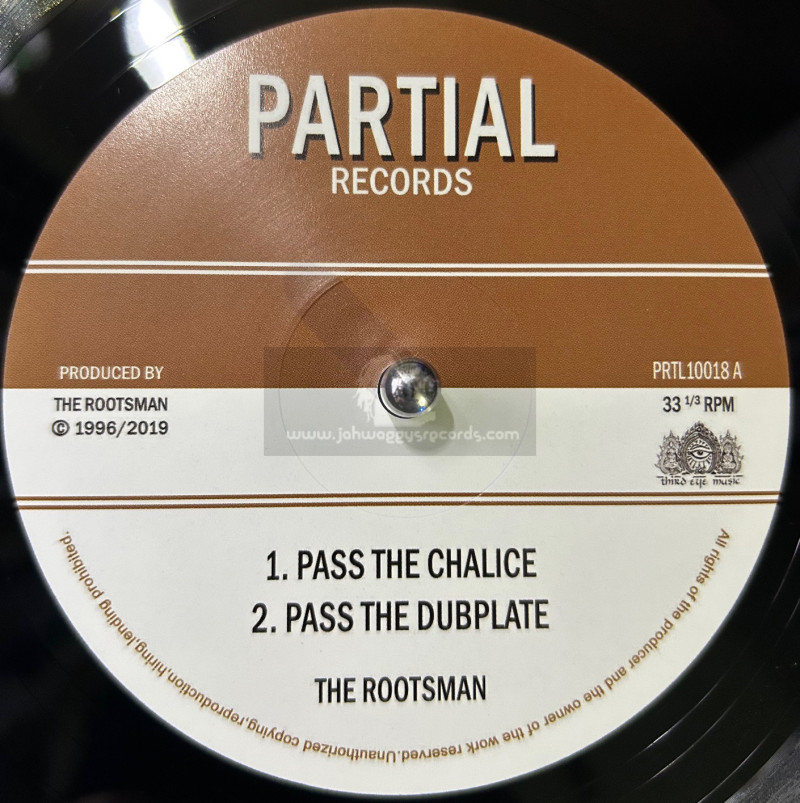 PARTIAL
RECORDS
PRODUCED BY
THE ROOTSMAN
© 1996/2019
PRTL10018 A
33 1/3 RPM
third eye music
www.jahwaggysrecords.com
1. PASS THE CHALICE
2. PASS THE DUBPLATE
THE ROOTSMAN
All rights of the producer and the owner of the work reserved.Unauthorized copying,reproduction,hiring,lending prohibited.